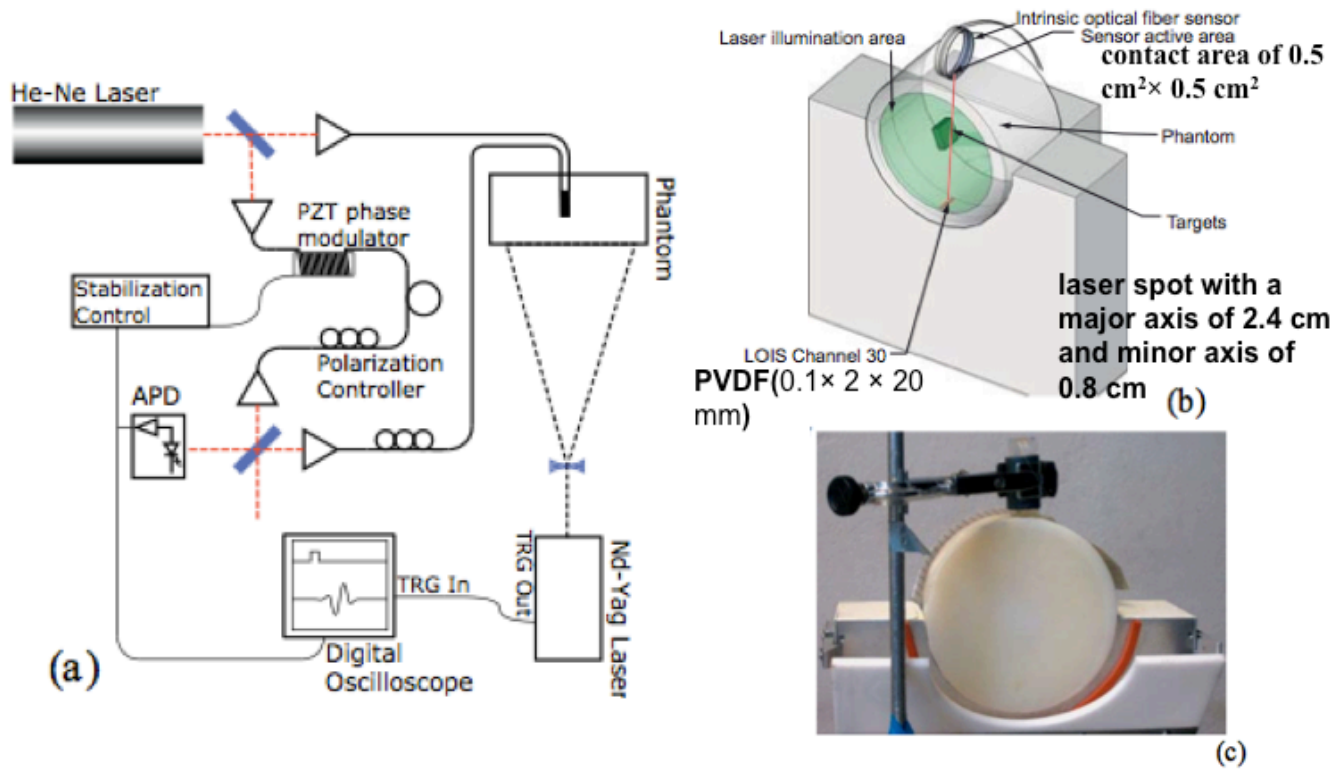 He-Ne Laser
PZT phase
modulator
Stabilization
Control
Polarization
Controller
APD
Phantom
TRG In
TRG Out
Nd-Yag Laser
Digital
Oscilloscope
(a)
Intrinsic optical fiber sensor
Sensor active area
Laser illumination area
contact area of 0.5
cm²× 0.5 cm²
Phantom
Targets
laser spot with a
major axis of 2.4 cm
and minor axis of
0.8 cm
LOIS Channel 30
PVDF(0.1× 2 × 20
mm)
(b)
(c)